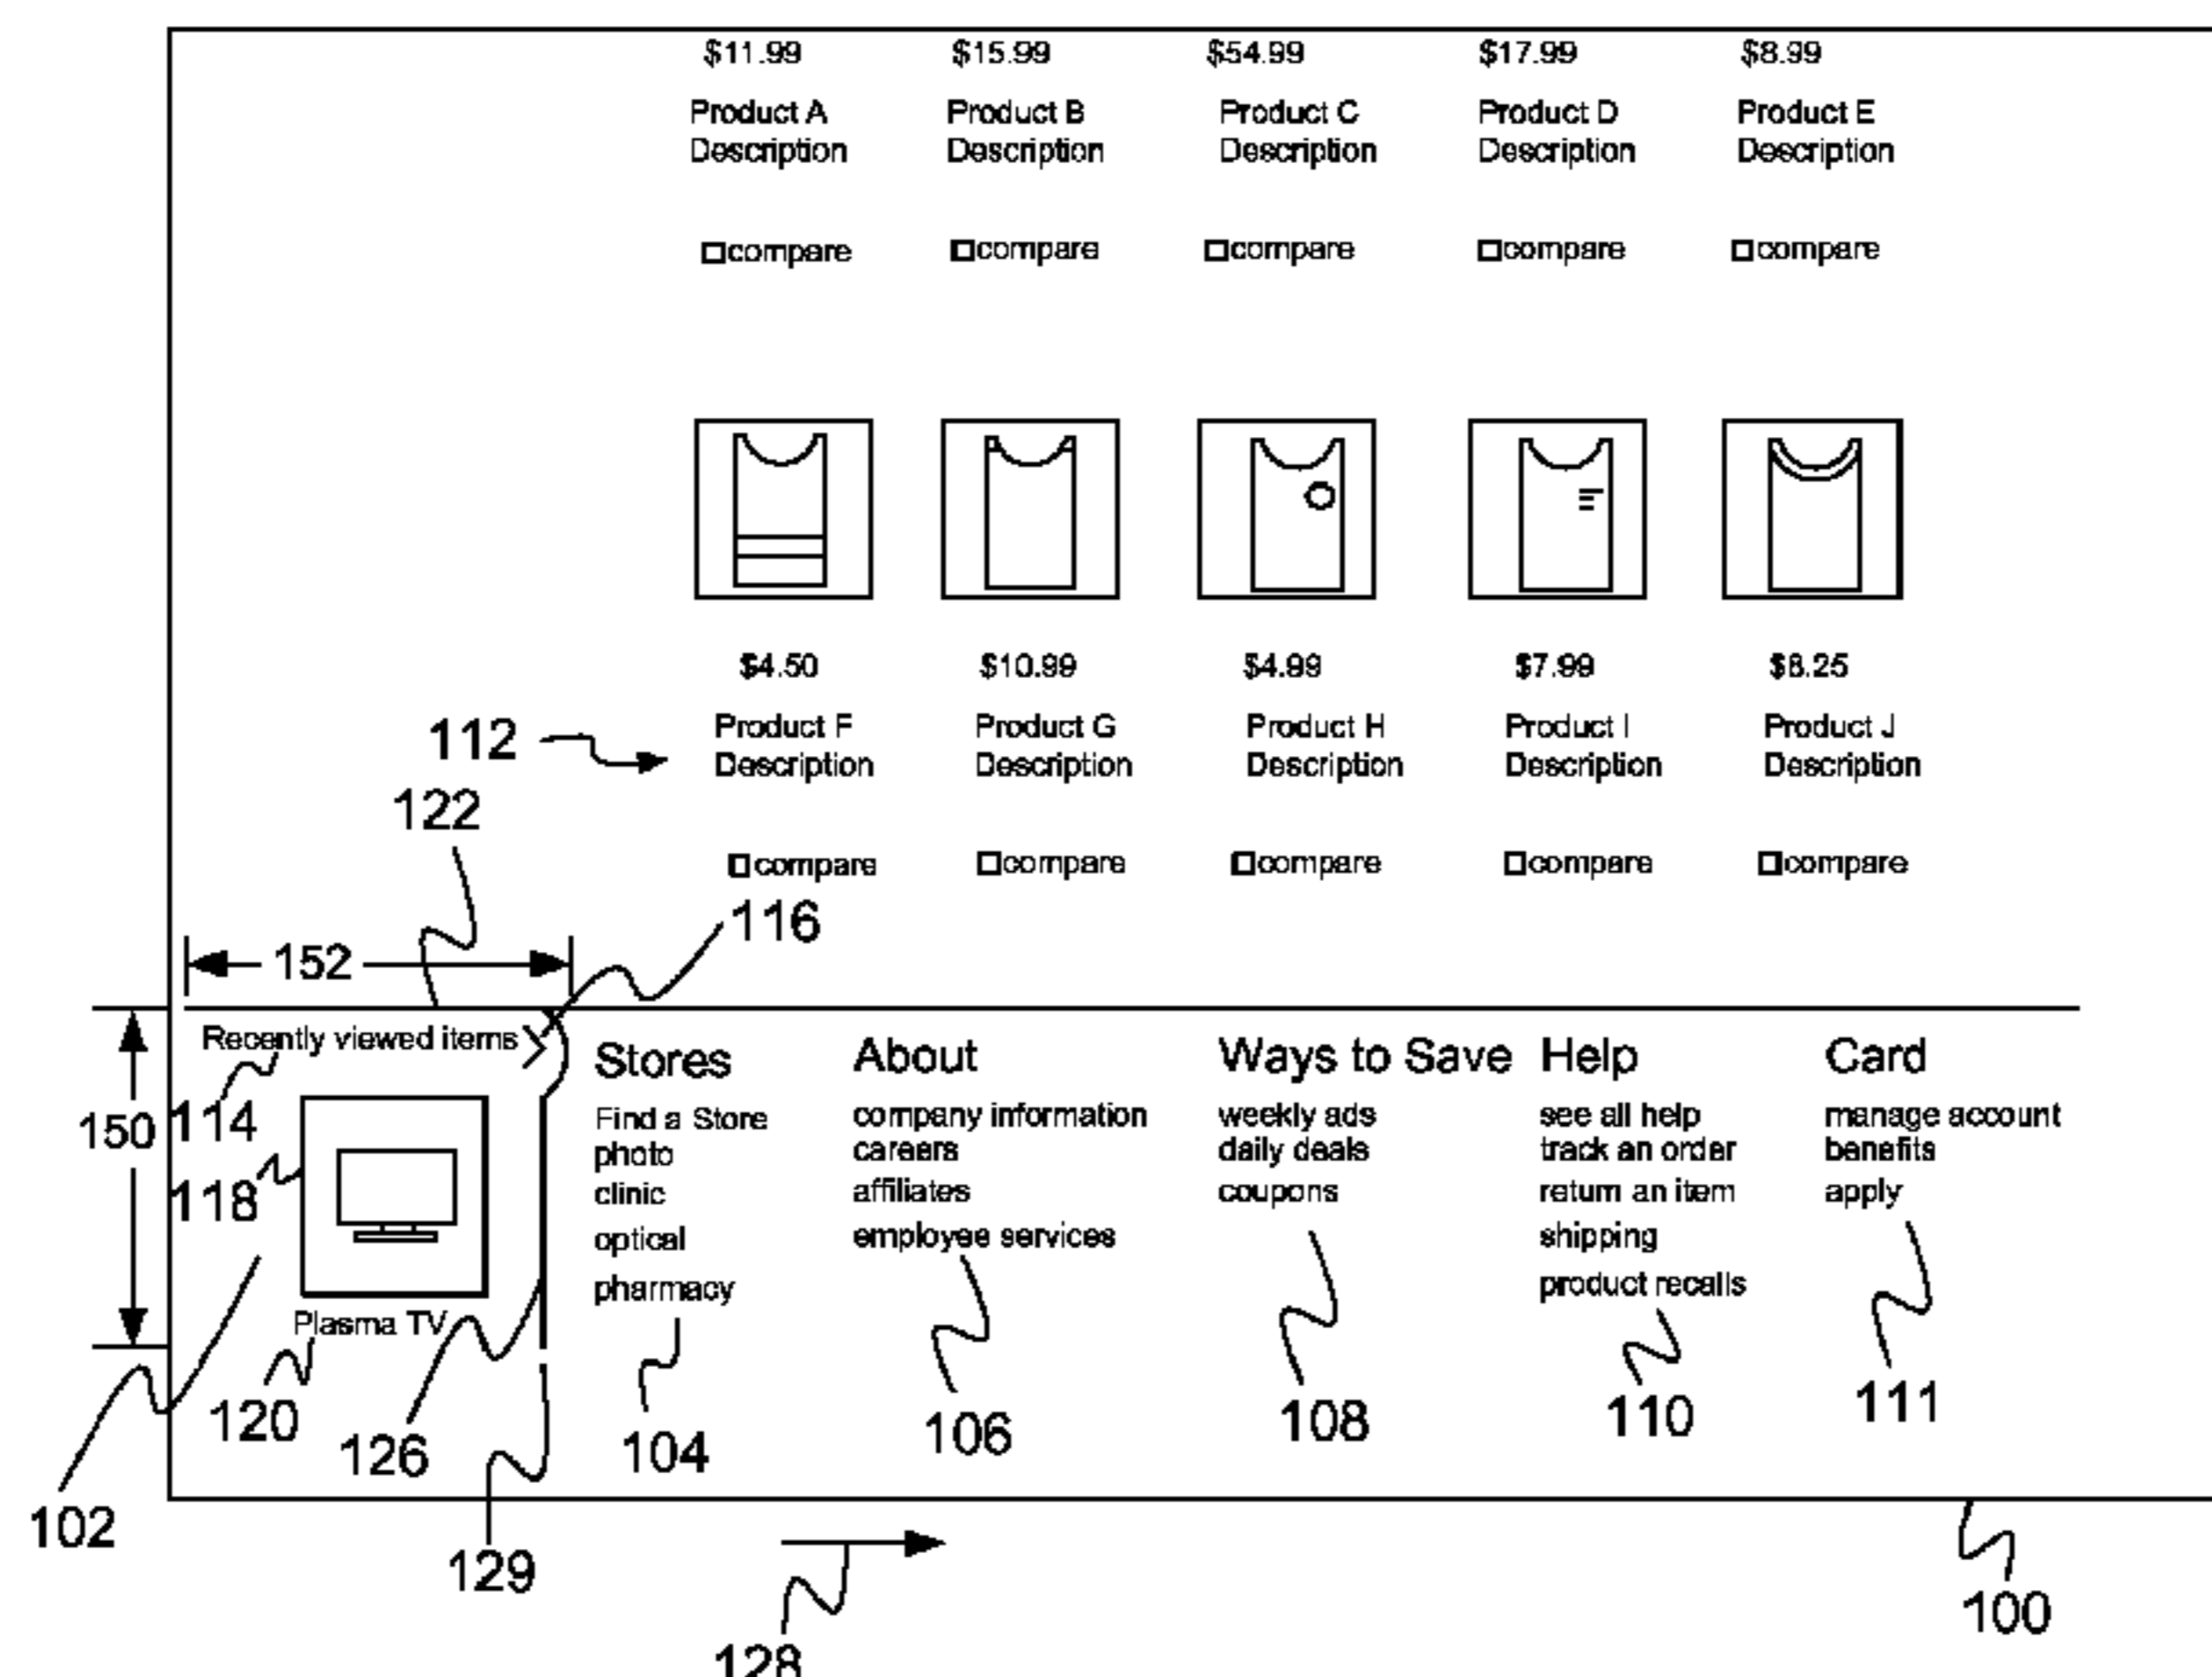 $11.99 $15.99 $54.99 $17.99 $8.99
Product A Product B Product C Product D Product E
Description Description Description Description Description
compare compare compare compare compare
$4.50 $10.99 $4.99 $7.99
112 Product F Product G Product H Product I Product J
Description Description Description Description Description
122
compare compare compare compare compare
116
152
Recently viewed items
Stores About Ways to Save Help Card
150 114 118
Find a Store company information weekly ads see all help manage account
photo careers daily deals track an order benefits
clinic affiliates coupons return an item apply
optical employee services shipping
pharmacy product recalls
Plasma TV
120 126 104 106 108 110 111
102
129
128
100